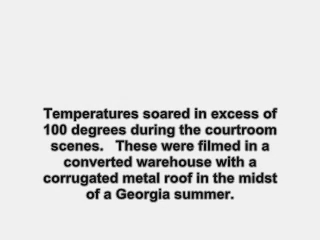 Temperatures soared in excess of
100 degrees during the courtroom
scenes.   These were filmed in a
converted warehouse with a
corrugated metal roof in the midst
of a Georgia summer.